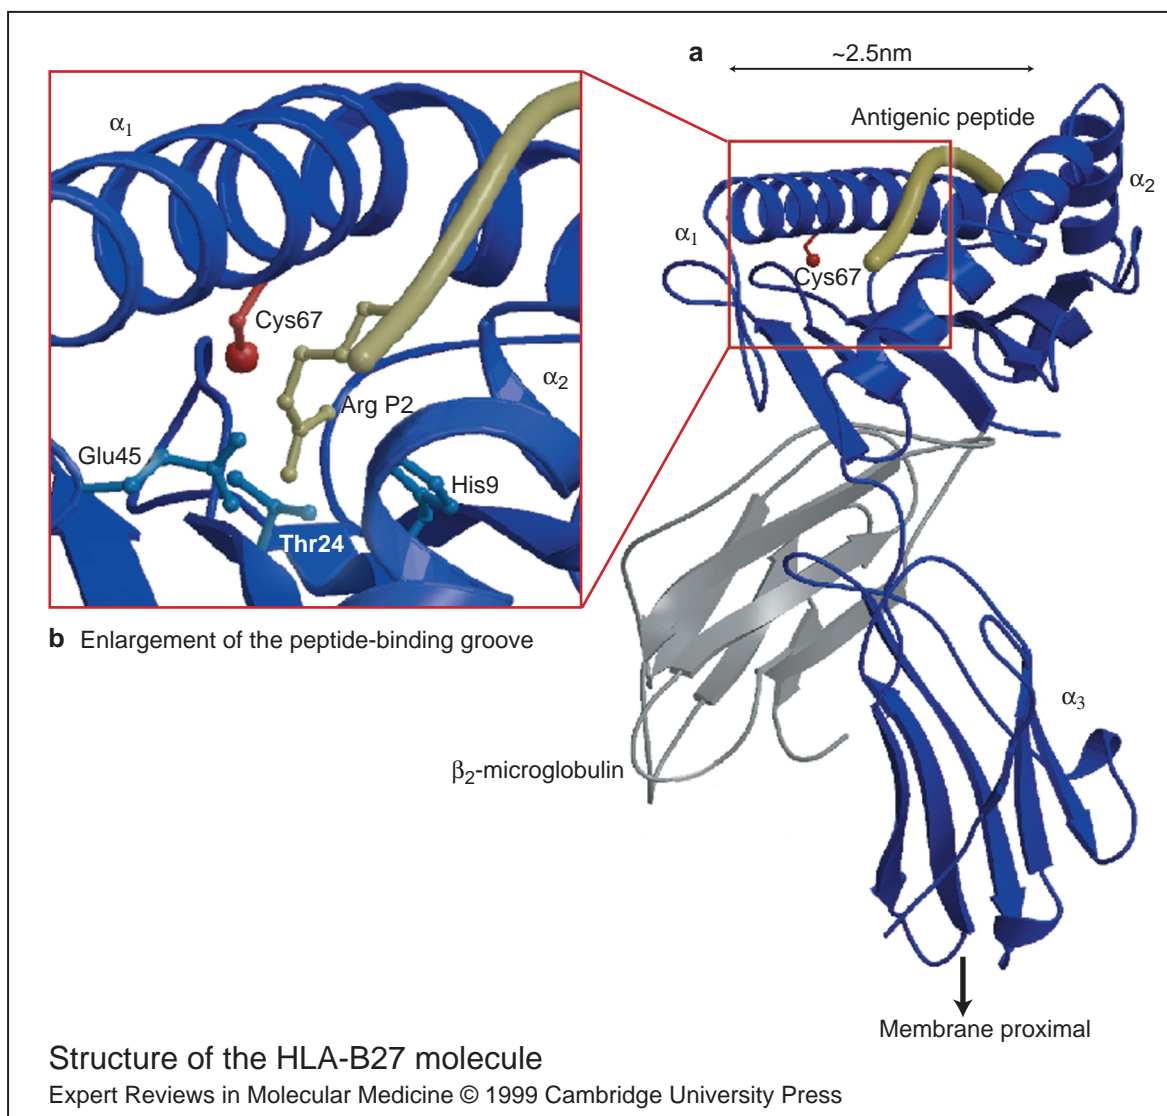 a
~2.5nm
Antigenic peptide
α1
α2
Cys67
α1
Cys67
Arg P2
α2
Glu45
His9
Thr24
b Enlargement of the peptide-binding groove
α3
β2-microglobulin
Membrane proximal
Structure of the HLA-B27 molecule
Expert Reviews in Molecular Medicine © 1999 Cambridge University Press